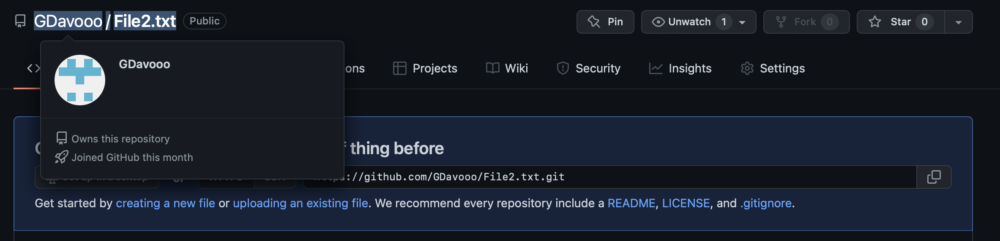 GDavooo / File2.txt Public Pin Unwatch 1 Fork 0 Star 0
GDavooo
ons Projects Wiki Security Insights Settings
Owns this repository
Joined GitHub this month
f thing before
https://github.com/GDavooo/File2.txt.git
Get started by creating a new file or uploading an existing file. We recommend every repository include a README, LICENSE, and .gitignore.